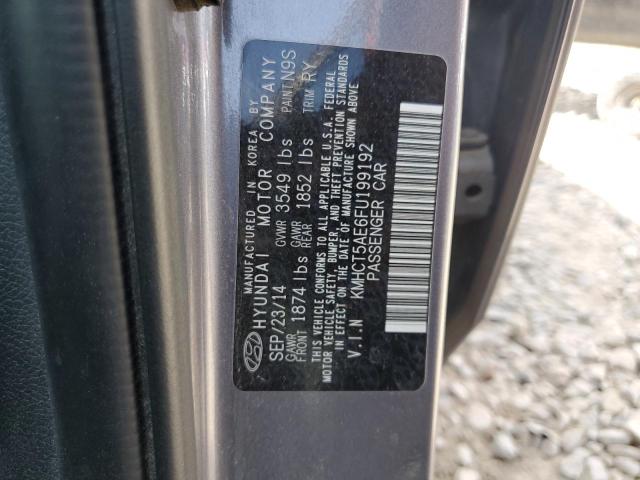 MANUFACTURED IN KOREA BY
HYUNDAI MOTOR COMPANY
SEP/23/14 GVWR 3549 lbs PAINT N9S
GAWR FRONT 1874 lbs GAWR REAR 1852 lbs TRIM RY
THIS VEHICLE CONFORMS TO ALL APPLICABLE U.S.A. FEDERAL
MOTOR VEHICLE SAFETY, BUMPER, AND THEFT PREVENTION STANDARDS
IN EFFECT ON THE DATE OF MANUFACTURE SHOWN ABOVE
V.I.N KMHCT5AE6FU199192
PASSENGER CAR